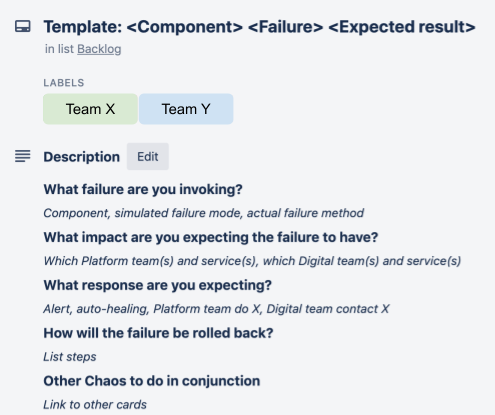 Template: <Component> <Failure> <Expected result>
in list Backlog
LABELS
Team X Team Y
Description Edit
What failure are you invoking?
Component, simulated failure mode, actual failure method
What impact are you expecting the failure to have?
Which Platform team(s) and service(s), which Digital team(s) and service(s)
What response are you expecting?
Alert, auto-healing, Platform team do X, Digital team contact X
How will the failure be rolled back?
List steps
Other Chaos to do in conjunction
Link to other cards